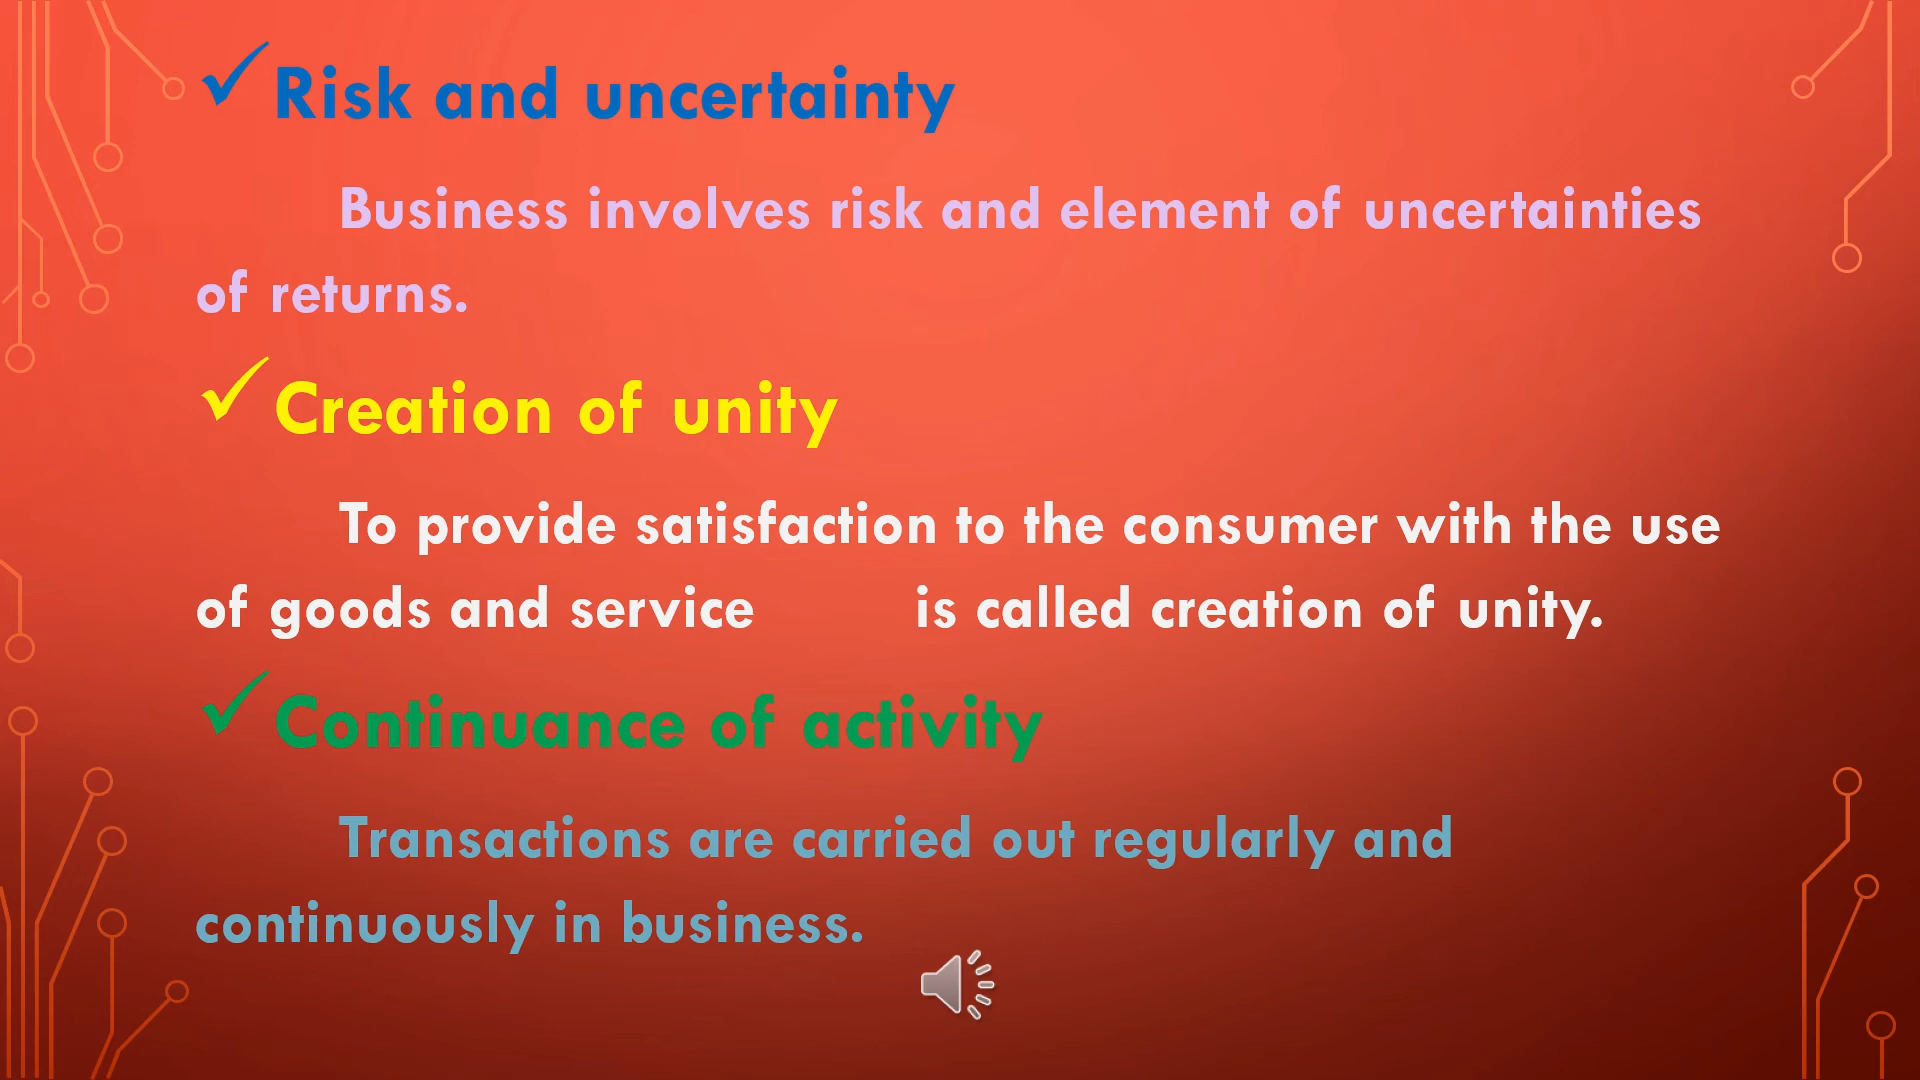 ✓Risk and uncertainty
Business involves risk and element of uncertainties
of returns.
✓Creation of unity
To provide satisfaction to the consumer with the use
of goods and service is called creation of unity.
✓Continuance of activity
Transactions are carried out regularly and
continuously in business.